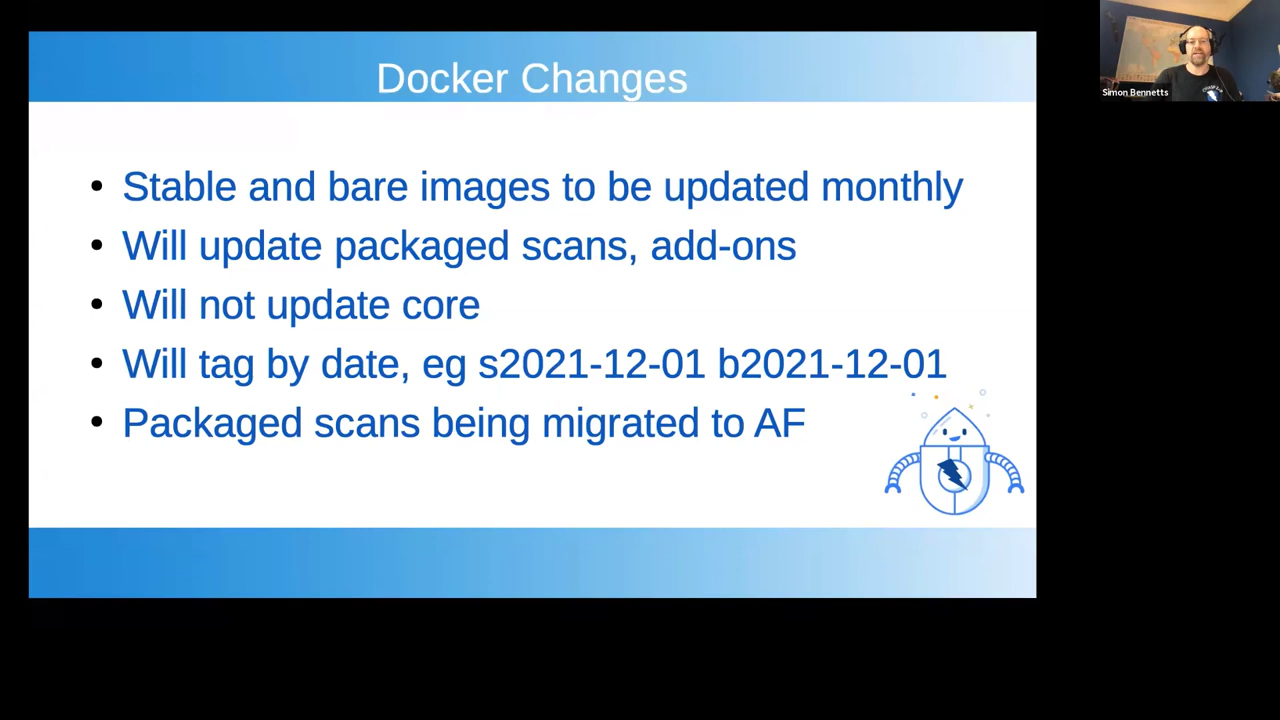 Docker Changes
Simon Bennetts
Stable and bare images to be updated monthly
Will update packaged scans, add-ons
Will not update core
Will tag by date, eg s2021-12-01 b2021-12-01
Packaged scans being migrated to AF